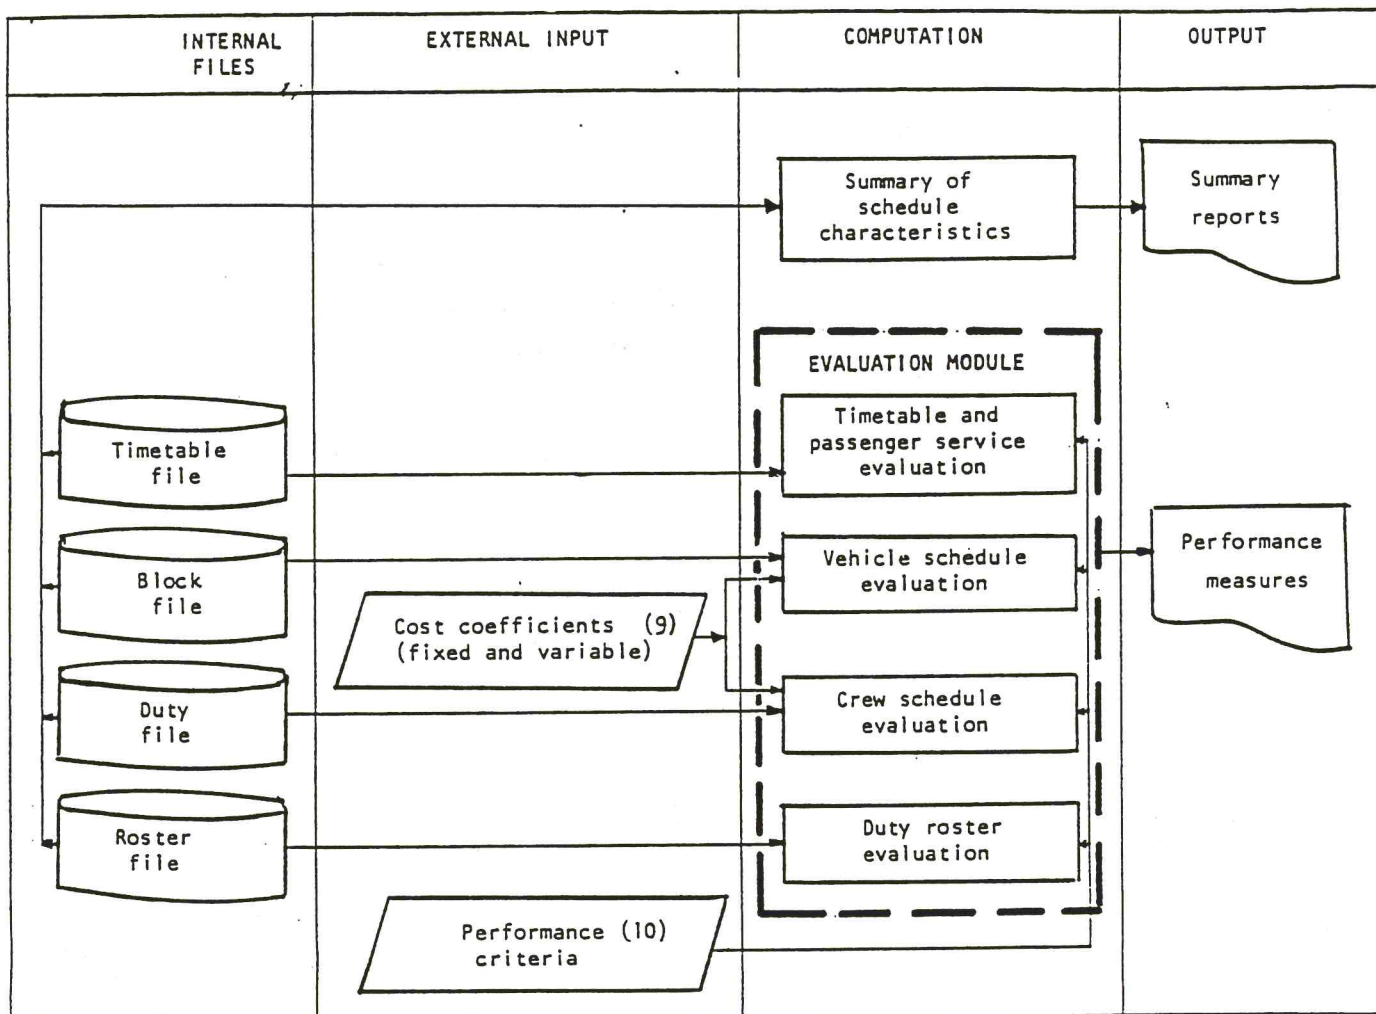 INTERNAL
FILES
EXTERNAL INPUT
COMPUTATION
OUTPUT
Summary of
schedule
characteristics
Summary
reports
EVALUATION MODULE
Timetable and
passenger service
evaluation
Timetable
file
Block
file
Vehicle schedule
evaluation
Performance
measures
Cost coefficients (9)
(fixed and variable)
Duty
file
Crew schedule
evaluation
Roster
file
Duty roster
evaluation
Performance (10)
criteria